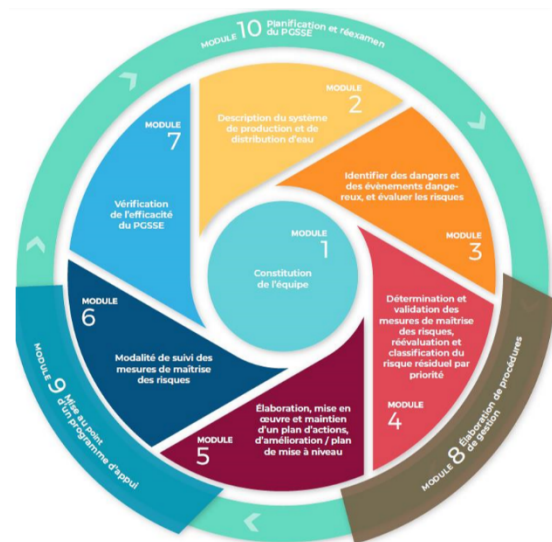 MODULE 10 Planification et réexamen
du PGSSE
MODULE
1
Constitution
de l'équipe
MODULE
2
Description du système
de production et de
distribution d'eau
Identifier des dangers et
des évènements dange-
reux, et évaluer les risques
MODULE
3
Détermination et
validation des
mesures de maîtrise
des risques,
réévaluation et
classification du
risque résiduel par
priorité
MODULE
4
Élaboration, mise en
œuvre et maintien
d'un plan d'actions,
d'amélioration / plan
de mise à niveau
MODULE
5
MODULE
6
Modalité de suivi des
mesures de maîtrise
des risques
MODULE
7
Vérification
de l'efficacité
du PGSSE
MODULE 8 Élaboration de procédures
de gestion
MODULE 9 Mise au point
d'un programme d'appui